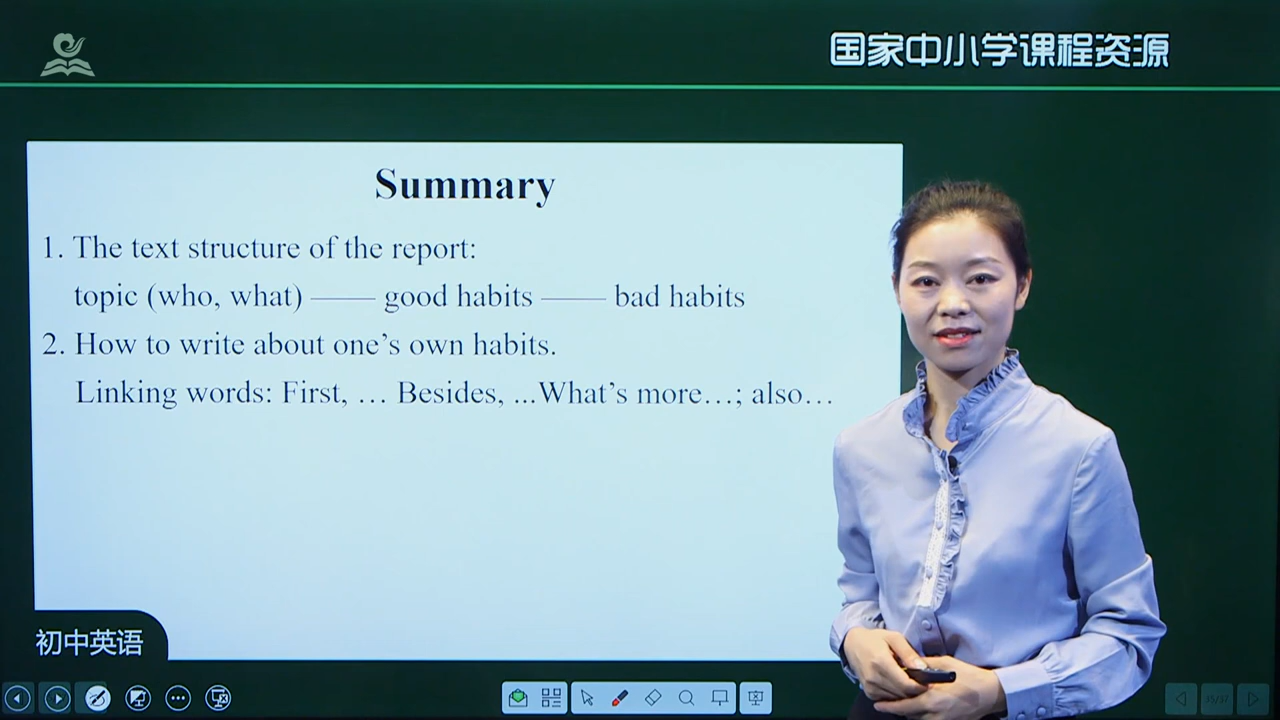 国家中小学课程资源
Summary
1. The text structure of the report:
topic (who, what) —— good habits —— bad habits
2. How to write about one’s own habits.
Linking words: First, … Besides, ...What’s more…; also…
初中英语